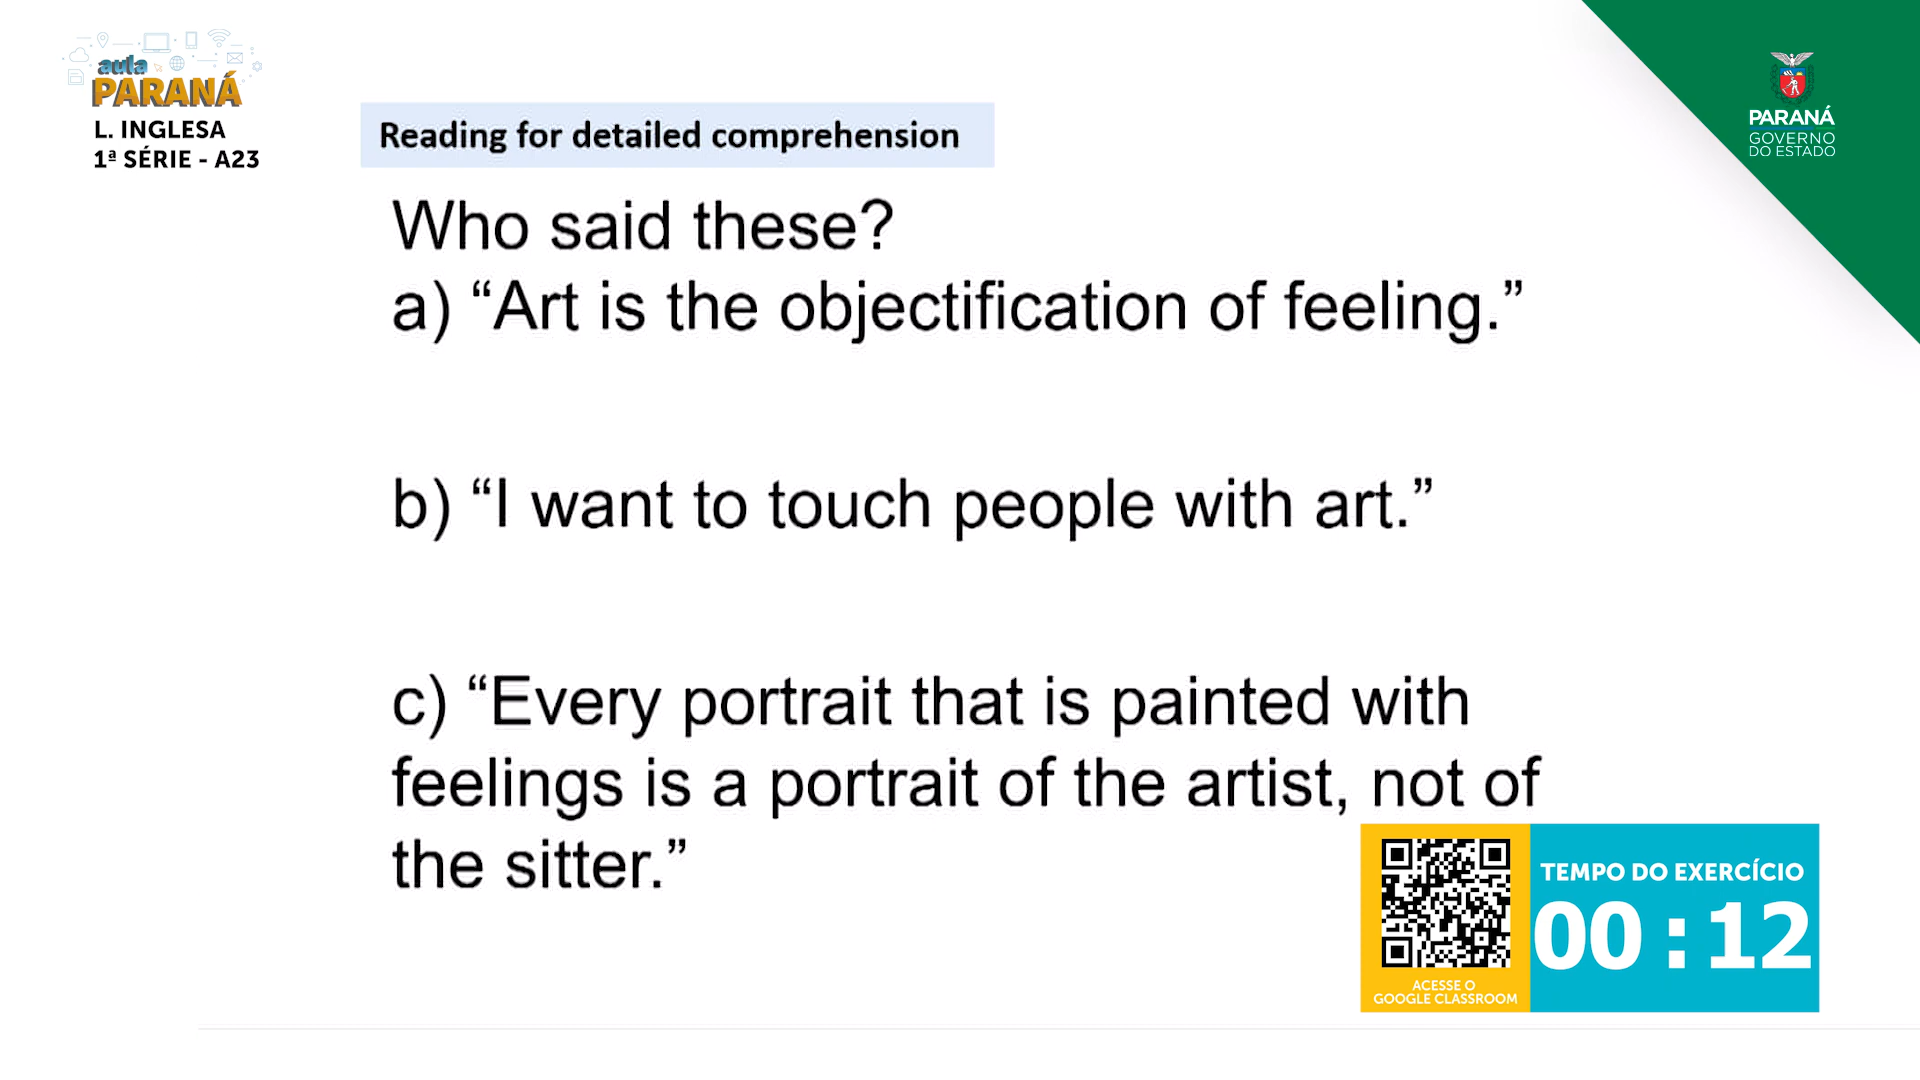 aula
PARANÁ
L. INGLESA
1ª SÉRIE - A23
PARANÁ
GOVERNO
DO ESTADO
Reading for detailed comprehension
Who said these?
a) “Art is the objectification of feeling.”
b) “I want to touch people with art.”
c) “Every portrait that is painted with
feelings is a portrait of the artist, not of
the sitter.”
ACESSE O
GOOGLE CLASSROOM
TEMPO DO EXERCÍCIO
00 : 12